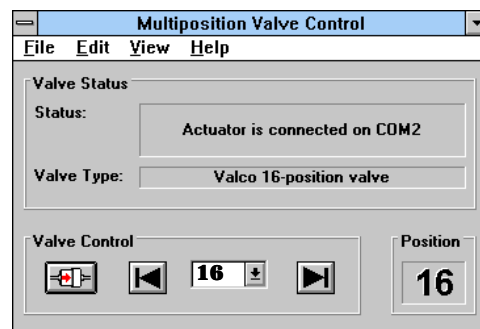 Multiposition Valve Control
File Edit View Help
Valve Status
Status:
Actuator is connected on COM2
Valve Type:
Valco 16-position valve
Valve Control
16
Position
16